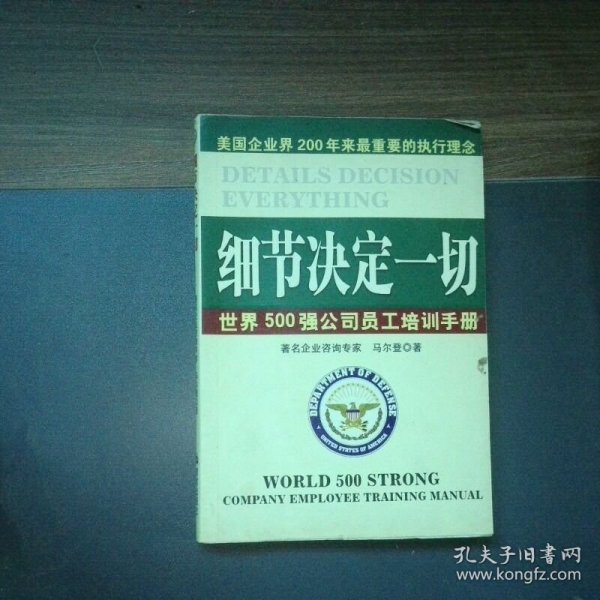 美国企业界200年来最重要的执行理念
DETAILS DECISION
EVERYTHING
细节决定一切
世界500强公司员工培训手册
著名企业咨询专家 马尔登◎著
DEPARTMENT OF DEFENSE
UNITED STATES OF AMERICA
WORLD 500 STRONG
COMPANY EMPLOYEE TRAINING MANUAL
孔夫子旧书网
www.kongfz.com